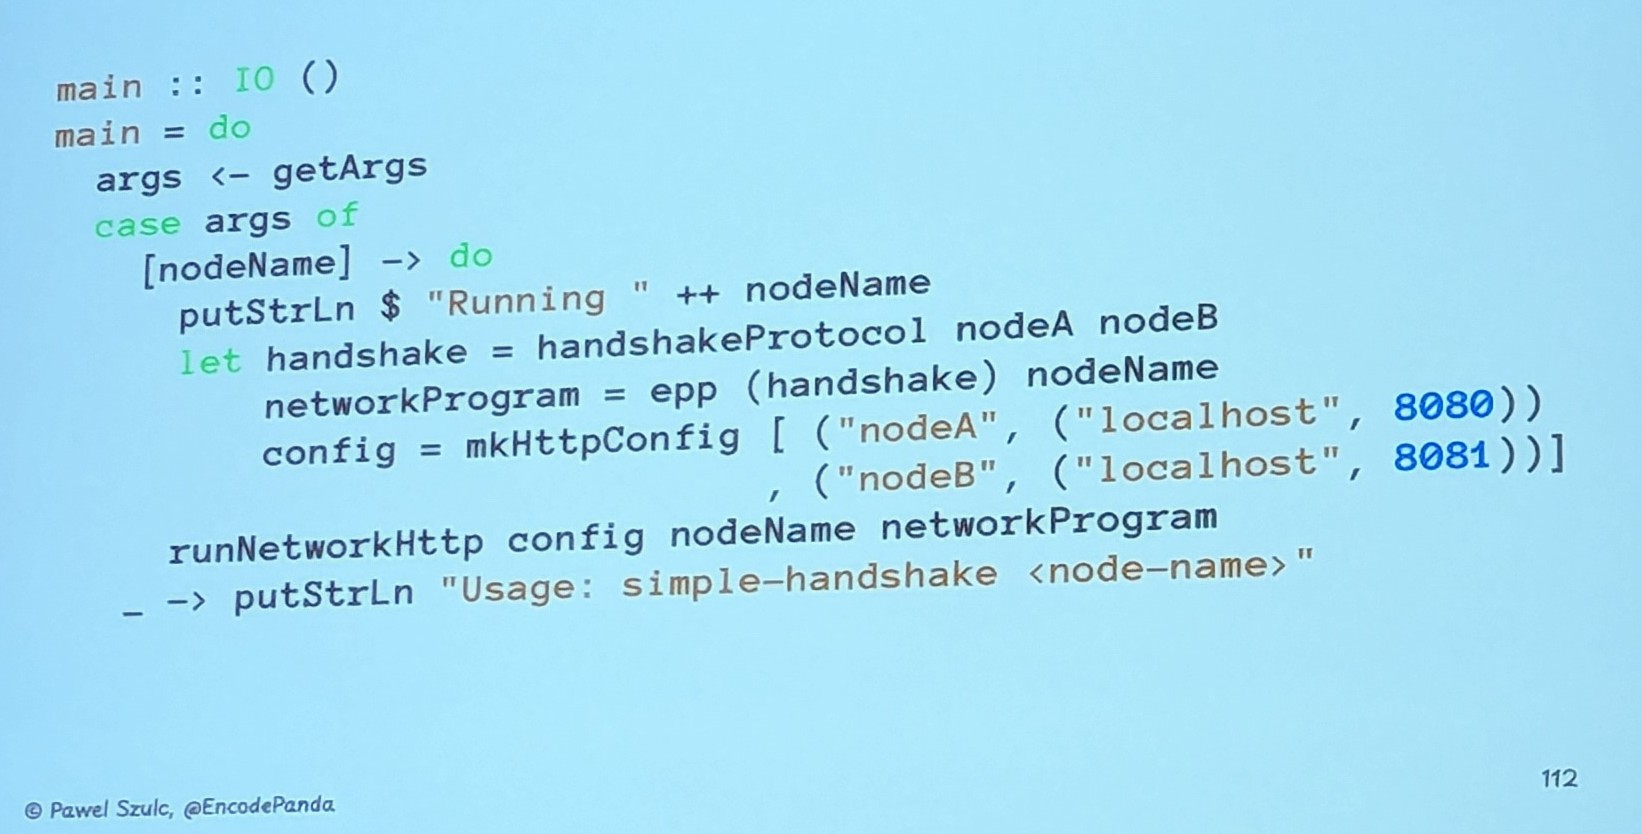 main :: IO ()
main = do
  args <- getArgs
  case args of
    [nodeName] -> do
      putStrLn $ "Running " ++ nodeName
      let handshake = handshakeProtocol nodeA nodeB
          networkProgram = epp (handshake) nodeName
          config = mkHttpConfig [ ("nodeA", ("localhost", 8080))
                                , ("nodeB", ("localhost", 8081))]
      runNetworkHttp config nodeName networkProgram
    _ -> putStrLn "Usage: simple-handshake <node-name>"
112
© Pawel Szulc, @EncodePanda